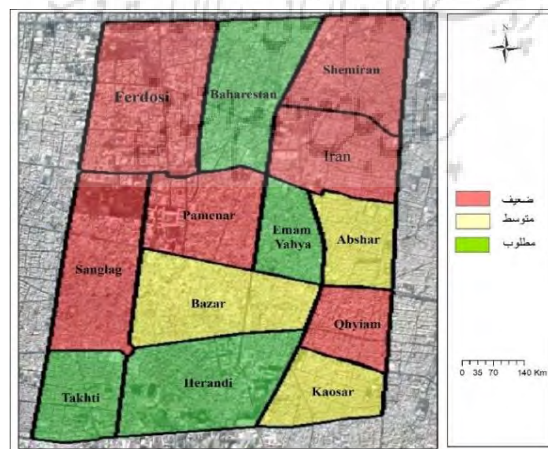 N
Shemiran
Ferdosi
Baharestan
Iran
Pamenar
Emam
Yahya
Abshar
Sanglag
Bazar
Qhyiam
Takhti
Herandi
Kaosar
ضعیف
متوسط
مطلوب
0 35 70 140 Km